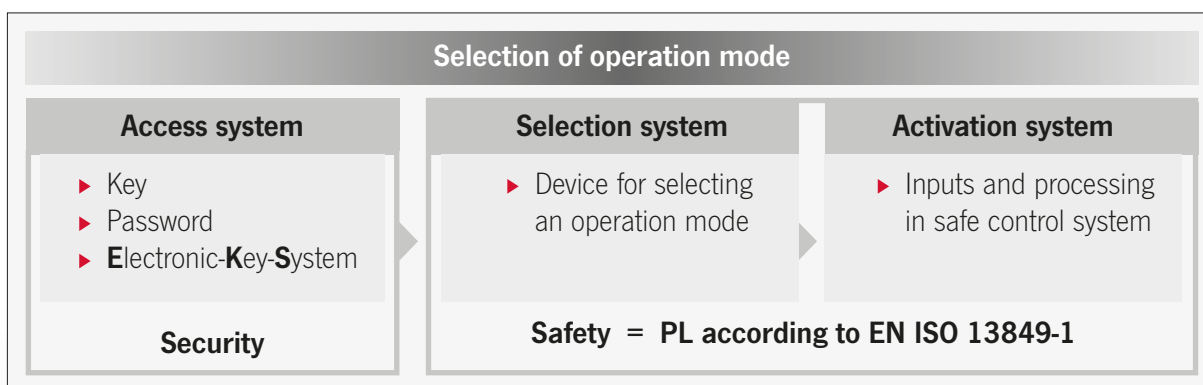 Selection of operation mode
Access system
Key
Password
Electronic-Key-System
Security
Selection system
Device for selecting
an operation mode
Activation system
Inputs and processing
in safe control system
Safety = PL according to EN ISO 13849-1